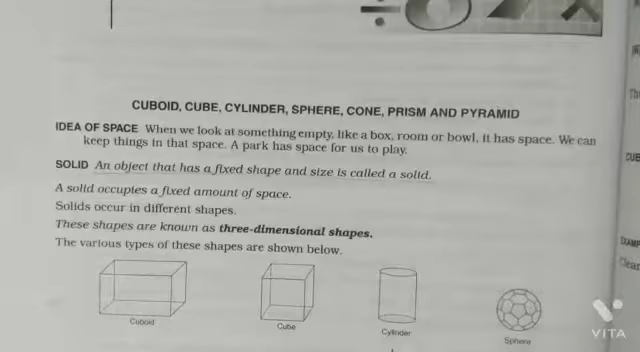 CUBOID, CUBE, CYLINDER, SPHERE, CONE, PRISM AND PYRAMID
IDEA OF SPACE When we look at something empty, like a box, room or bowl, it has space. We can
keep things in that space. A park has space for us to play.
SOLID An object that has a fixed shape and size is called a solid.
A solid occupies a fixed amount of space.
Solids occur in different shapes.
These shapes are known as three-dimensional shapes.
The various types of these shapes are shown below.
Cuboid
Cube
Cylinder
Sphere
VITA